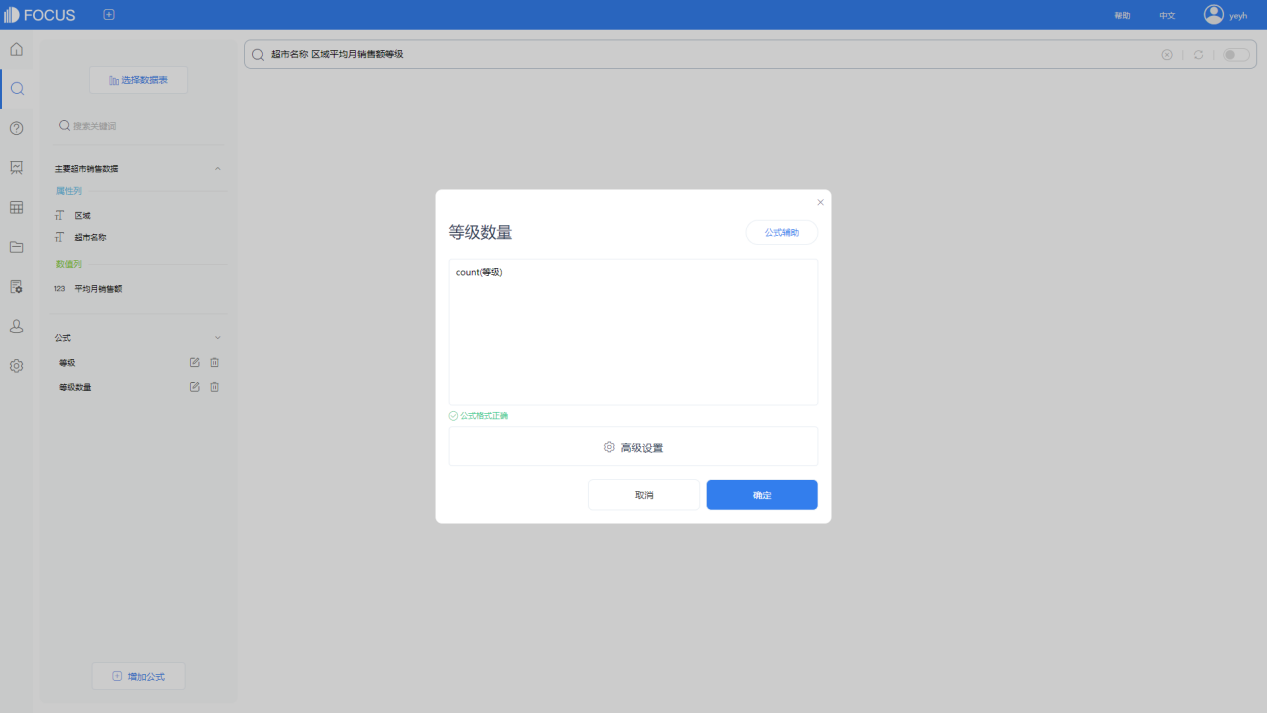 FOCUS
帮助
中文
yeyh
选择数据表
超市名称 区域平均月销售额等级
搜索关键词
主要超市销售数据
属性列
T1 区域
T1 超市名称
数值列
123 平均月销售额
公式
等级
等级数量
增加公式
等级数量
公式辅助
count(等级)
公式格式正确
高级设置
取消
确定